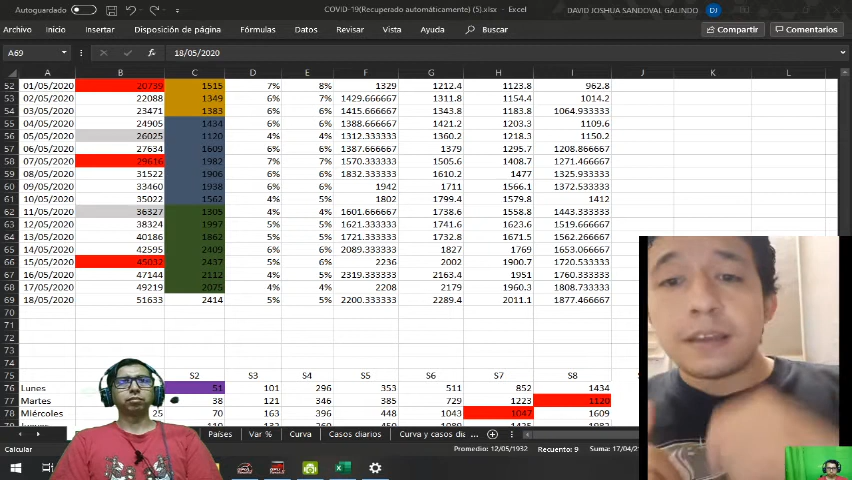 Autoguardado
COVID-19(Recuperado automáticamente) (5).xlsx - Excel
DAVID JOSHUA SANDOVAL GALINDO
DJ
Archivo Inicio Insertar Disposición de página Fórmulas Datos Revisar Vista Ayuda Buscar Compartir Comentarios
A69 fx 18/05/2020
A B C D E F G H I J K L
52 01/05/2020 20739 1515 7% 8% 1329 1212.4 1123.8 962.8
53 02/05/2020 22088 1349 6% 7% 1429.666667 1311.8 1154.4 1014.2
54 03/05/2020 23471 1383 6% 6% 1415.666667 1343.8 1183.8 1064.933333
55 04/05/2020 24905 1434 6% 6% 1388.666667 1421.2 1203.3 1109.6
56 05/05/2020 26025 1120 4% 4% 1312.333333 1360.2 1218.3 1150.2
57 06/05/2020 27634 1609 6% 6% 1387.666667 1379 1295.7 1208.866667
58 07/05/2020 29616 1982 7% 7% 1570.333333 1505.6 1408.7 1271.466667
59 08/05/2020 31522 1906 6% 6% 1832.333333 1610.2 1477 1325.933333
60 09/05/2020 33460 1938 6% 6% 1942 1711 1566.1 1372.533333
61 10/05/2020 35022 1562 4% 5% 1802 1799.4 1579.8 1412
62 11/05/2020 36327 1305 4% 4% 1601.666667 1738.6 1558.8 1443.333333
63 12/05/2020 38324 1997 5% 5% 1621.333333 1741.6 1623.6 1519.666667
64 13/05/2020 40186 1862 5% 5% 1721.333333 1732.8 1671.5 1562.266667
65 14/05/2020 42595 2409 6% 6% 2089.333333 1827 1769 1653.066667
66 15/05/2020 45032 2437 5% 6% 2236 2002 1900.7 1720.533333
67 16/05/2020 47144 2112 4% 5% 2319.333333 2163.4 1951 1760.333333
68 17/05/2020 49219 2075 4% 4% 2208 2179 1960.3 1808.733333
69 18/05/2020 51633 2414 5% 5% 2200.333333 2289.4 2011.1 1877.466667
70
71
72
73
74
75 S2 S3 S4 S5 S6 S7 S8
76 Lunes 51 101 296 353 511 852 1434
77 Martes 38 121 346 385 729 1223 1120
78 Miércoles 25 70 163 396 448 1043 1047 1609
Países Var % Curva Casos diarios Curva y casos dia ...
Calcular Promedio: 12/05/1932 Recuento: 9 Suma: 17/04/2